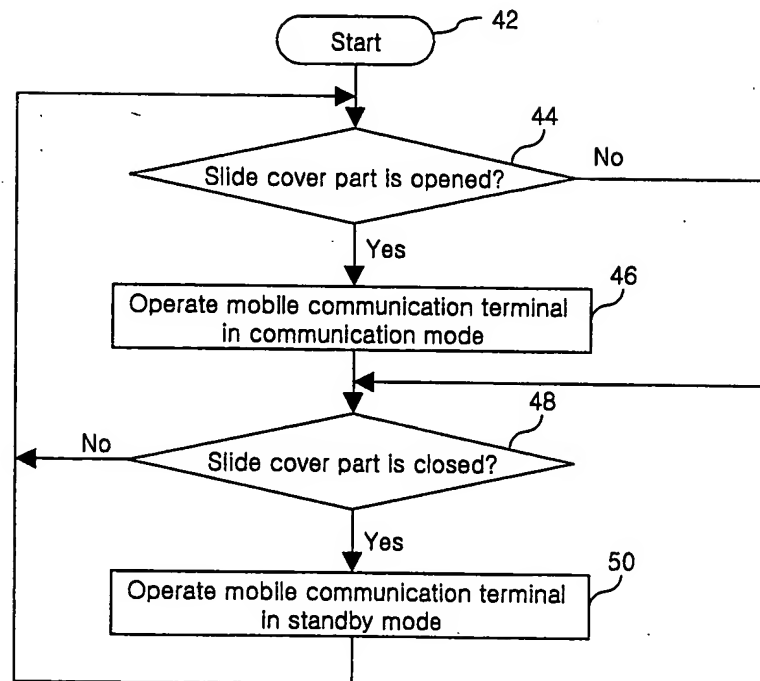 Start
42
44
Slide cover part is opened?
No
Yes
Operate mobile communication terminal
in communication mode
46
48
No
Slide cover part is closed?
Yes
Operate mobile communication terminal
in standby mode
50